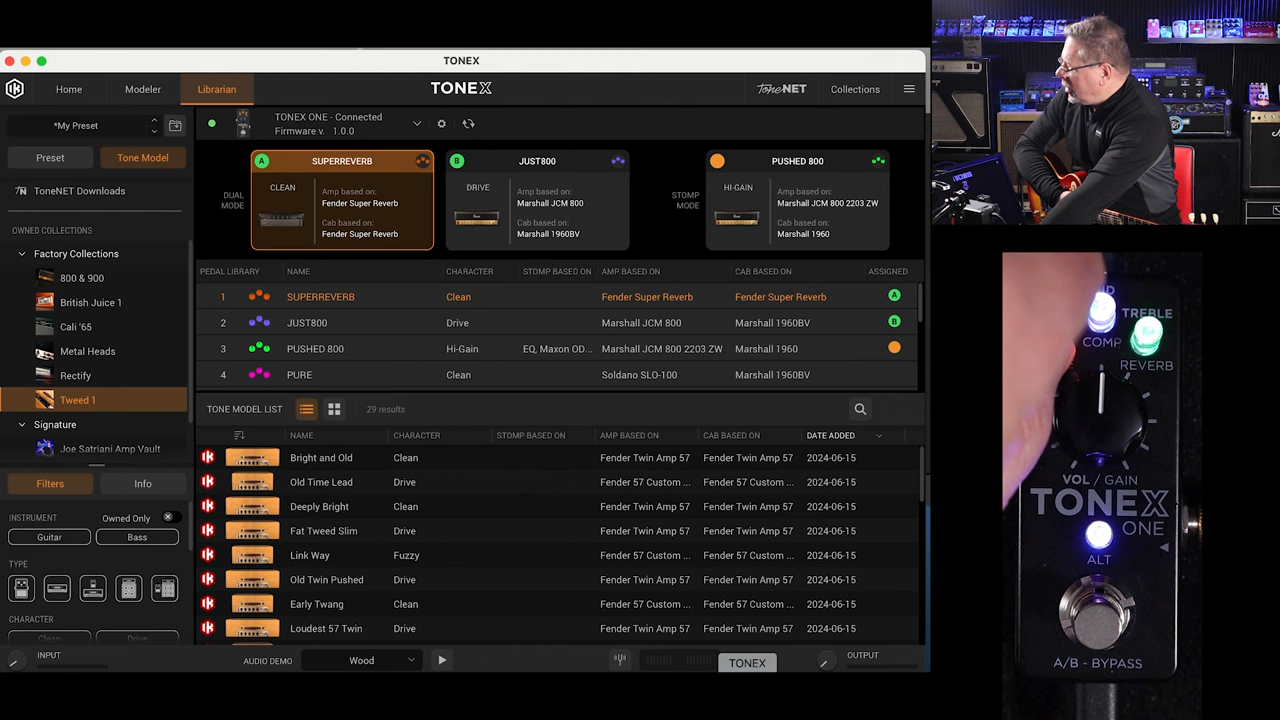 TONEX
Home
Modeler
Librarian
TONEX
ToneNET
Collections
*My Preset
Preset
Tone Model
ToneNET Downloads
OWNED COLLECTIONS
Factory Collections
800 & 900
British Juice 1
Cali '65
Metal Heads
Rectify
Tweed 1
Signature
Joe Satriani Amp Vault
Filters
Info
INSTRUMENT
Owned Only
Guitar
Bass
TYPE
CHARACTER
Clean
Drive
INPUT
TONEX ONE - Connected
Firmware v. 1.0.0
DUAL
MODE
A
SUPERREVERB
CLEAN
Amp based on:
Fender Super Reverb
Cab based on:
Fender Super Reverb
B
JUST800
DRIVE
Amp based on:
Marshall JCM 800
Cab based on:
Marshall 1960BV
STOMP
MODE
PUSHED 800
HI-GAIN
Amp based on:
Marshall JCM 800 2203 ZW
Cab based on:
Marshall 1960
PEDAL LIBRARY NAME CHARACTER STOMP BASED ON AMP BASED ON CAB BASED ON ASSIGNED
1 SUPERREVERB Clean Fender Super Reverb Fender Super Reverb A
2 JUST800 Drive Marshall JCM 800 Marshall 1960BV B
3 PUSHED 800 Hi-Gain EQ, Maxon OD... Marshall JCM 800 2203 ZW Marshall 1960
4 PURE Clean Soldano SLO-100 Marshall 1960BV
TONE MODEL LIST 29 results
NAME CHARACTER STOMP BASED ON AMP BASED ON CAB BASED ON DATE ADDED
Bright and Old Clean Fender Twin Amp 57 Fender Twin Amp 57 2024-06-15
Old Time Lead Drive Fender 57 Custom ... Fender Twin Amp 57 2024-06-15
Deeply Bright Clean Fender Twin Amp 57 Fender 57 Custom ... 2024-06-15
Fat Tweed Slim Drive Fender Twin Amp 57 Fender Twin Amp 57 2024-06-15
Link Way Fuzzy Fender 57 Custom ... Fender 57 Custom ... 2024-06-15
Old Twin Pushed Drive Fender 57 Custom ... Fender Twin Amp 57 2024-06-15
Early Twang Clean Fender 57 Custom ... Fender 57 Custom ... 2024-06-15
Loudest 57 Twin Drive Fender Twin Amp 57 Fender Twin Amp 57 2024-06-15
AUDIO DEMO
Wood
TONEX
OUTPUT
BOSS
TREBLE
COMP
REVERB
VOL / GAIN
TONEX
ONE
ALT
A/B - BYPASS